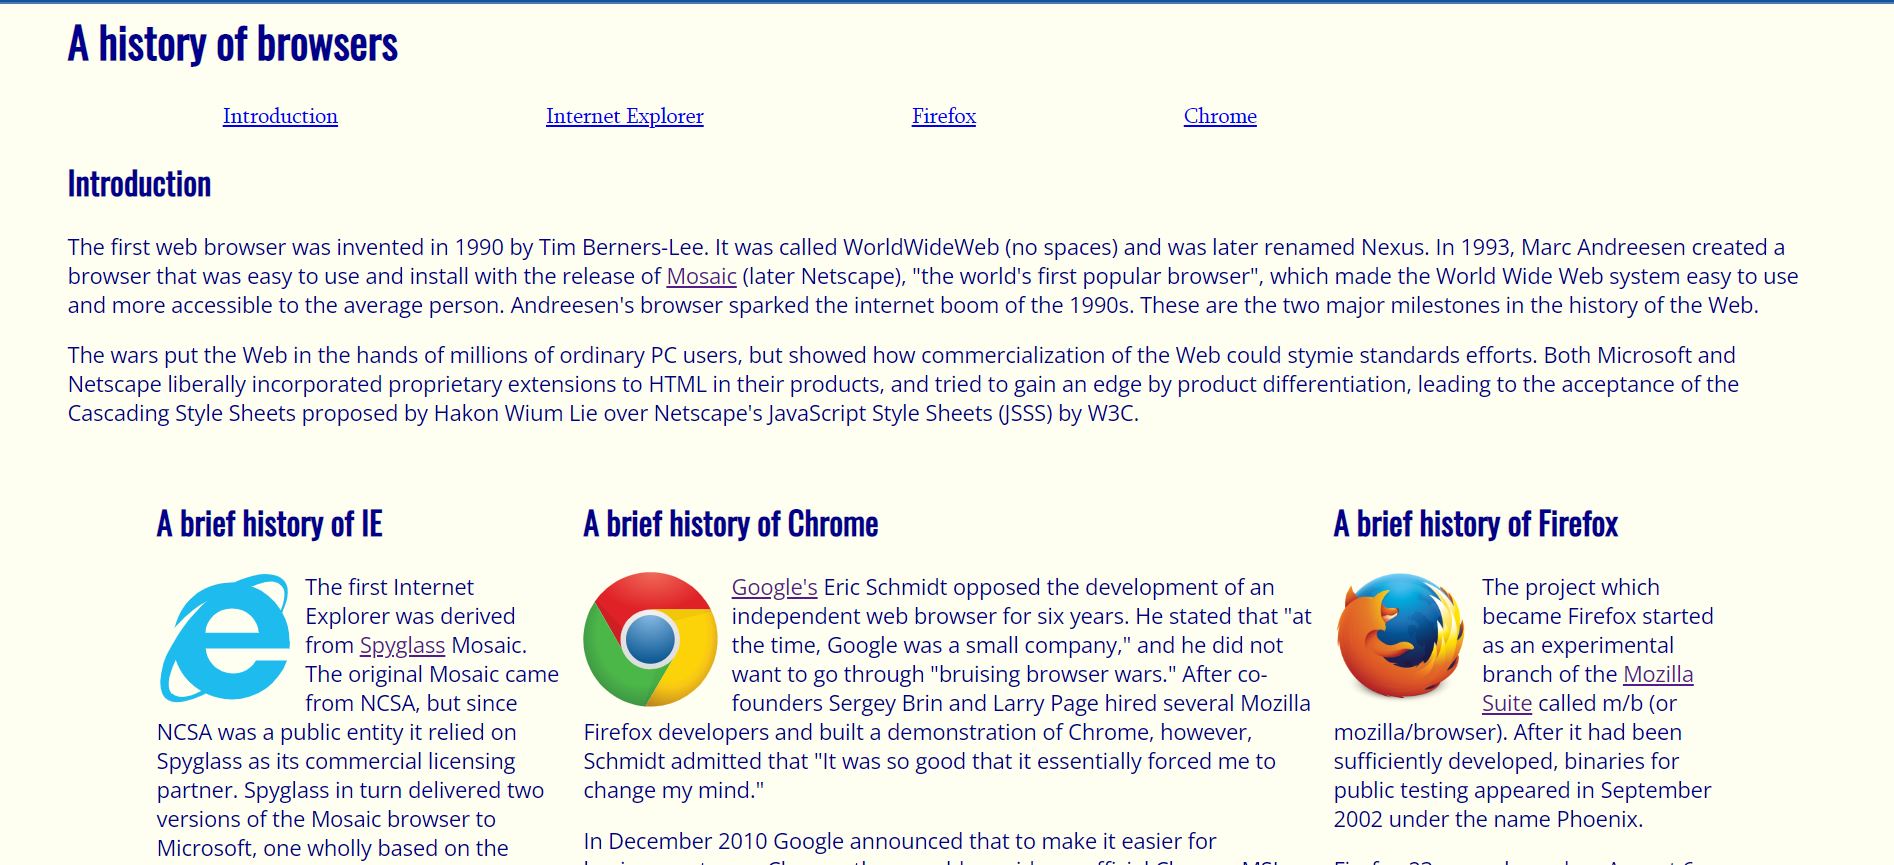 A history of browsers
Introduction
Internet Explorer
Firefox
Chrome
Introduction
The first web browser was invented in 1990 by Tim Berners-Lee. It was called WorldWideWeb (no spaces) and was later renamed Nexus. In 1993, Marc Andreesen created a
browser that was easy to use and install with the release of Mosaic (later Netscape), "the world's first popular browser", which made the World Wide Web system easy to use
and more accessible to the average person. Andreesen's browser sparked the internet boom of the 1990s. These are the two major milestones in the history of the Web.
The wars put the Web in the hands of millions of ordinary PC users, but showed how commercialization of the Web could stymie standards efforts. Both Microsoft and
Netscape liberally incorporated proprietary extensions to HTML in their products, and tried to gain an edge by product differentiation, leading to the acceptance of the
Cascading Style Sheets proposed by Hakon Wium Lie over Netscape's JavaScript Style Sheets (JSSS) by W3C.
A brief history of IE
The first Internet
Explorer was derived
from Spyglass Mosaic.
The original Mosaic came
from NCSA, but since
NCSA was a public entity it relied on
Spyglass as its commercial licensing
partner. Spyglass in turn delivered two
versions of the Mosaic browser to
Microsoft, one wholly based on the
A brief history of Chrome
Google's Eric Schmidt opposed the development of an
independent web browser for six years. He stated that "at
the time, Google was a small company," and he did not
want to go through "bruising browser wars." After co-
founders Sergey Brin and Larry Page hired several Mozilla
Firefox developers and built a demonstration of Chrome, however,
Schmidt admitted that "It was so good that it essentially forced me to
change my mind."
In December 2010 Google announced that to make it easier for
A brief history of Firefox
The project which
became Firefox started
as an experimental
branch of the Mozilla
Suite called m/b (or
mozilla/browser). After it had been
sufficiently developed, binaries for
public testing appeared in September
2002 under the name Phoenix.